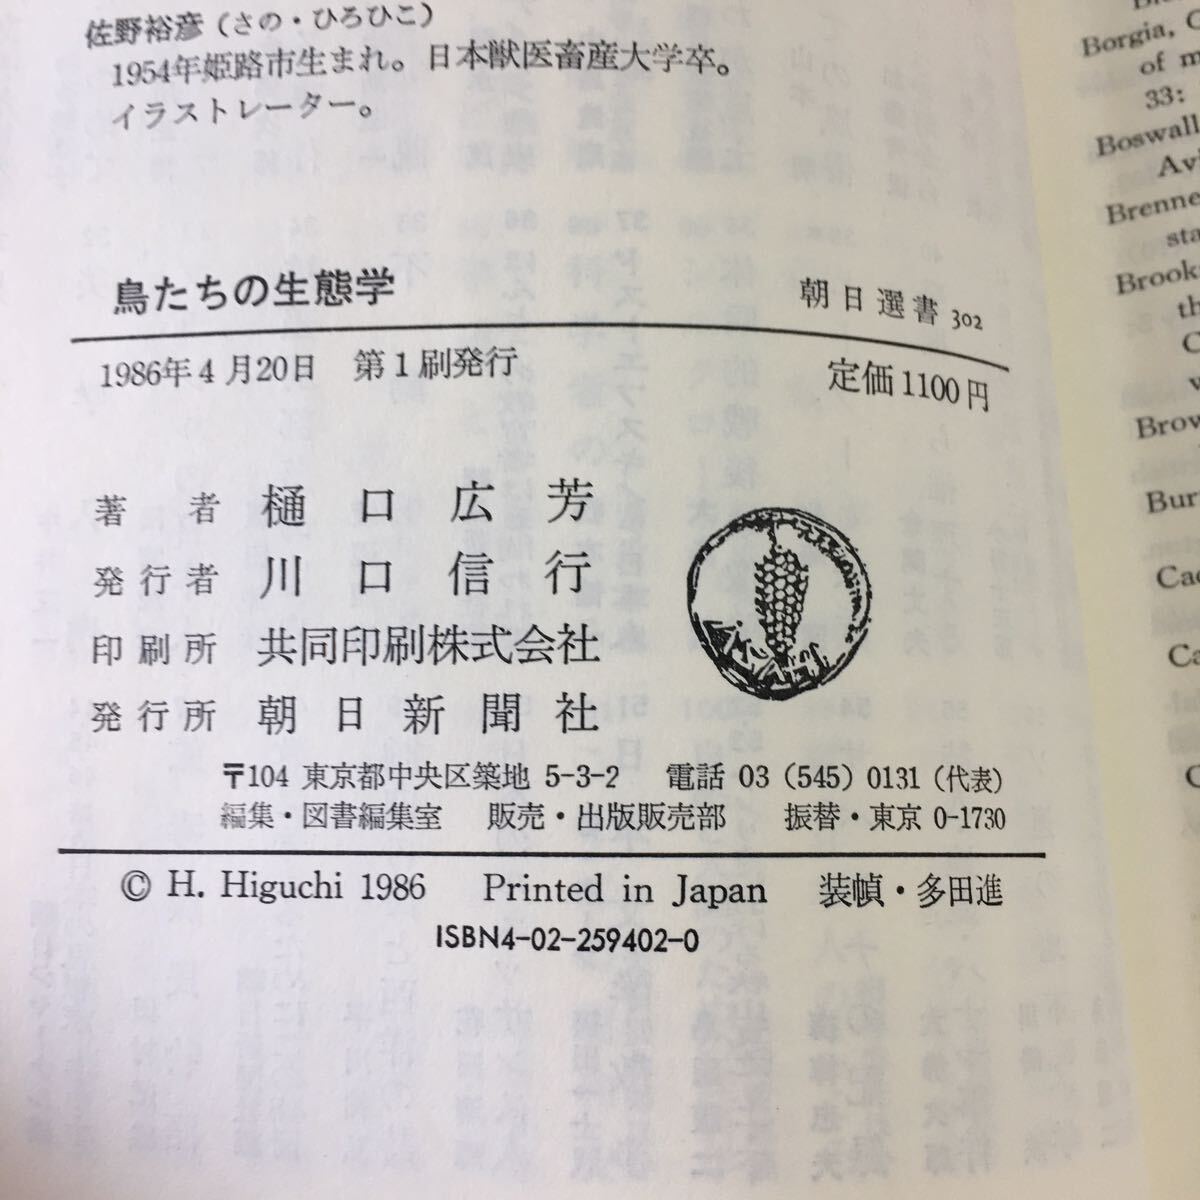 佐野裕彦（さの・ひろひこ）
1954年姫路市生まれ。日本獣医畜産大学卒。
イラストレーター。
鳥たちの生態学
朝日選書 302
1986年4月20日 第1刷発行
定価1100円
著者 樋口広芳
発行者 川口信行
印刷所 共同印刷株式会社
発行所 朝日新聞社
〒104 東京都中央区築地 5-3-2 電話 03 (545) 0131 (代表)
編集・図書編集室 販売・出版販売部 振替・東京 0-1730
© H. Higuchi 1986 Printed in Japan 装幀・多田進
ISBN4-02-259402-0
Borgia,
of m
33:
Boswall
Avi
Brenne
sta
Brook
th
C
w
Brow
Bur
Ca